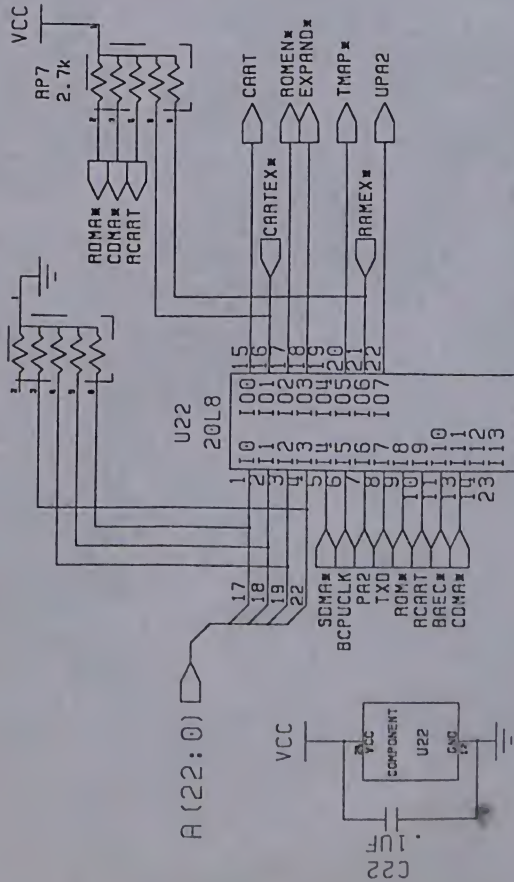 VCC
RP7
2.7k
ROMA*
CDMA*
RCART
CART
CARTEX*
ROMEN*
EXPAND*
TMAP*
RAMEX*
UPA2
U22
20L8
1 I0 IO0 15
2 I1 IO1 16
3 I2 IO2 17
4 I3 IO3 18
5 I4 IO4 19
6 I5 IO5 20
7 I6 IO6 21
8 I7 IO7 22
9 I8
10 I9
11 I10
13 I11
14 I12
23 I13
17
18
19
22
A(22:0)
SDMA*
BCPUCLK
PA2
TXD
ROM*
RCART
BAEC*
CDMA*
VCC
VCC
COMPONENT
U22
GND
C22
.1UF